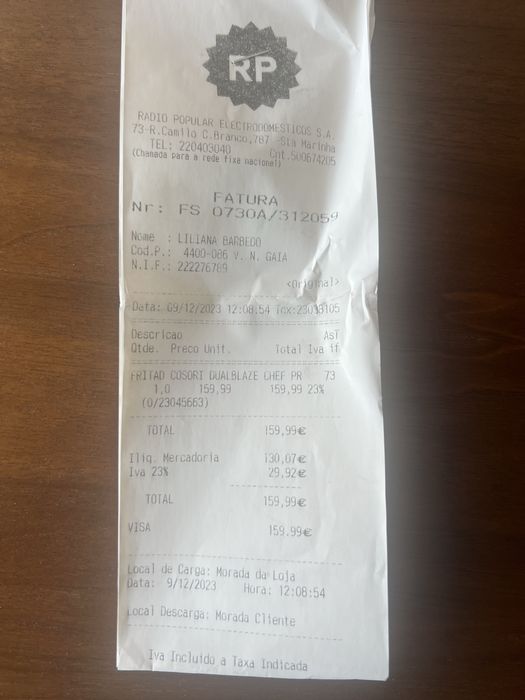 RP
RADIO POPULAR ELECTRODOMESTICOS S.A.
73-R.Camilo C.Branco,787 -Sta Marinha
TEL: 220403040 Cnt.500674205
(Chamada para a rede fixa nacional)
FATURA
Nr: FS 0730A/312059
Nome : LILIANA BARBEDO
Cod.P.: 4400-086 V. N. GAIA
N.I.F.: 222276789
<Original>
Data: 09/12/2023 12:08:54
Descricao AsT
Qtde. Preco Unit. Total Iva if
FRITAD COSORI DUALBLAZE CHEF PR 73
1,0 159,99 159,99 23%
(0/23045663)
TOTAL 159,99€
Iliq. Mercadoria 130,07€
Iva 23% 29,92€
TOTAL 159,99€
VISA 159.99€
Local de Carga: Morada da Loja
Data: 9/12/2023 Hora: 12:08:54
Local Descarga: Morada Cliente
Iva Incluido a Taxa Indicada